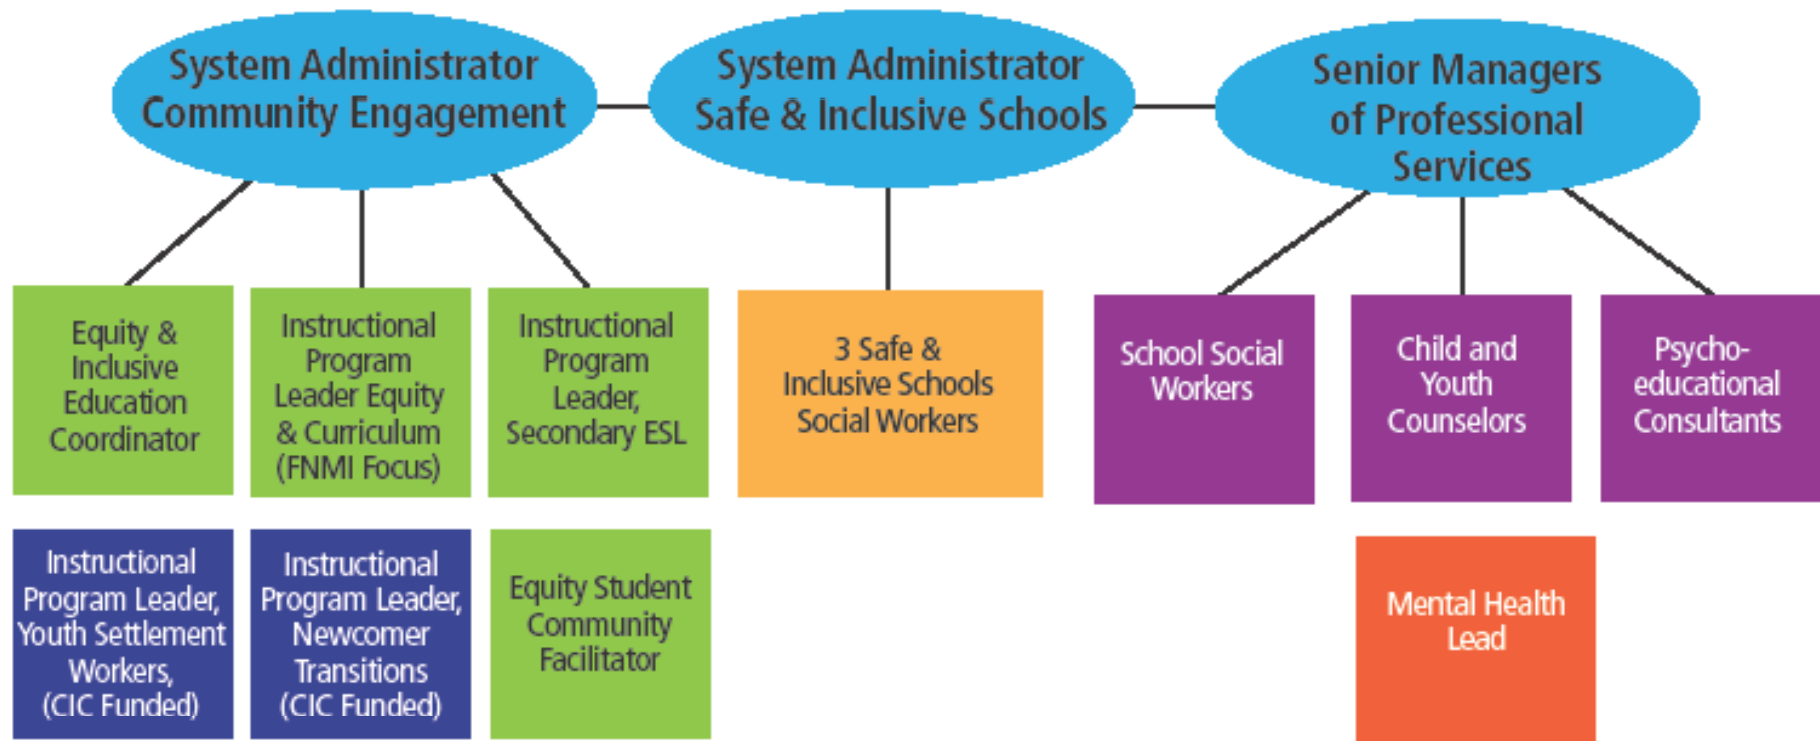 System Administrator
Community Engagement
System Administrator
Safe & Inclusive Schools
Senior Managers
of Professional
Services
Equity &
Inclusive
Education
Coordinator
Instructional
Program
Leader Equity
& Curriculum
(FNMI Focus)
Instructional
Program
Leader,
Secondary ESL
3 Safe &
Inclusive Schools
Social Workers
School Social
Workers
Child and
Youth
Counselors
Psycho-
educational
Consultants
Instructional
Program Leader,
Youth Settlement
Workers,
(CIC Funded)
Instructional
Program Leader,
Newcomer
Transitions
(CIC Funded)
Equity Student
Community
Facilitator
Mental Health
Lead